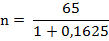 n = 65 / (1 + 0,1625)